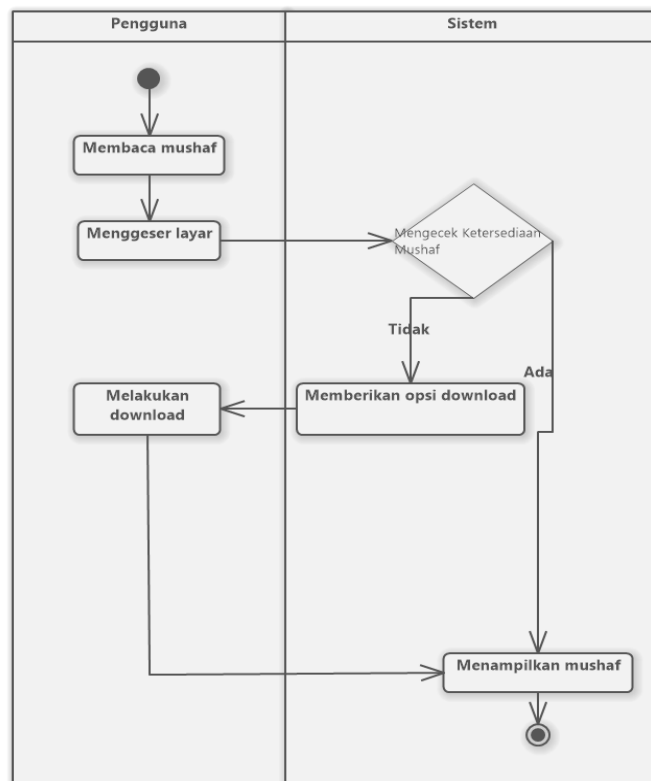 Pengguna
Sistem
Membaca mushaf
Menggeser layar
Mengecek Ketersediaan
Mushaf
Tidak
Ada
Melakukan
download
Memberikan opsi download
Menampilkan mushaf